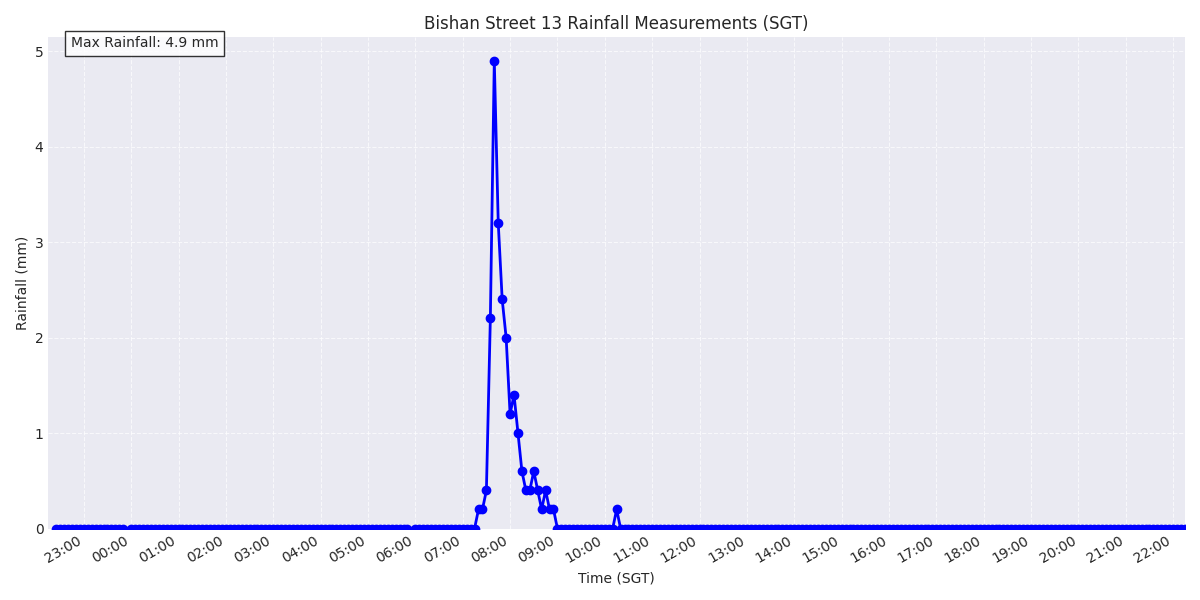 Bishan Street 13 Rainfall Measurements (SGT)
Max Rainfall: 4.9 mm
Rainfall (mm)
5
4
3
2
1
0
23:00 00:00 01:00 02:00 03:00 04:00 05:00 06:00 07:00 08:00 09:00 10:00 11:00 12:00 13:00 14:00 15:00 16:00 17:00 18:00 19:00 20:00 21:00 22:00
Time (SGT)